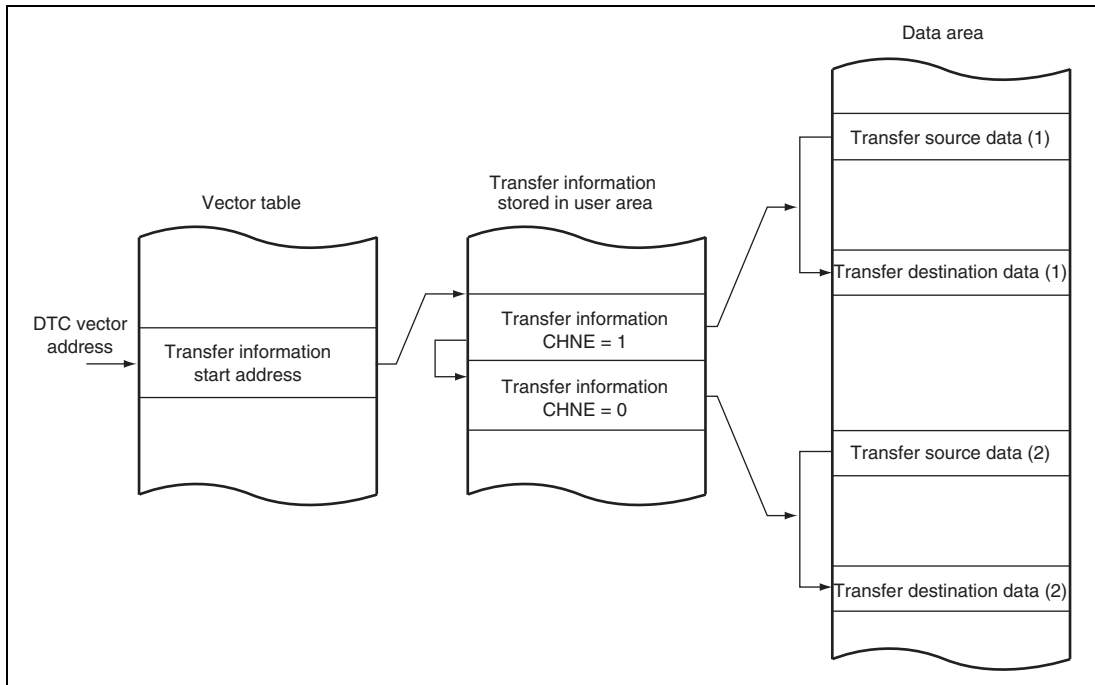 Data area
Transfer source data (1)
Transfer information
stored in user area
Vector table
Transfer destination data (1)
DTC vector
address
Transfer information
start address
Transfer information
CHNE = 1
Transfer information
CHNE = 0
Transfer source data (2)
Transfer destination data (2)